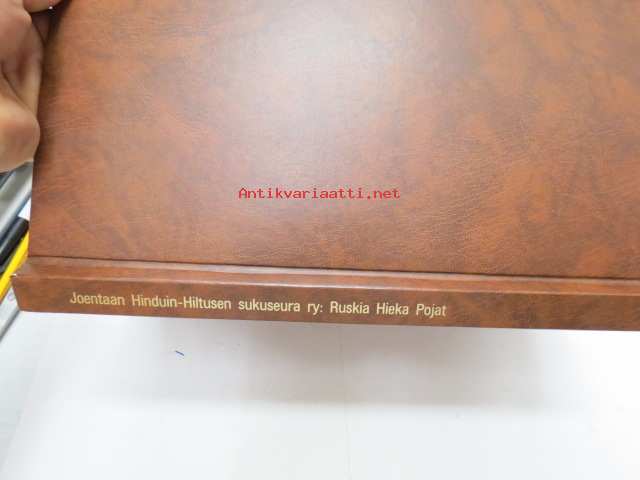 Antikvariaatti.net
Joentaan Hinduin-Hiltusen sukuseura ry: Ruskia Hieka Pojat